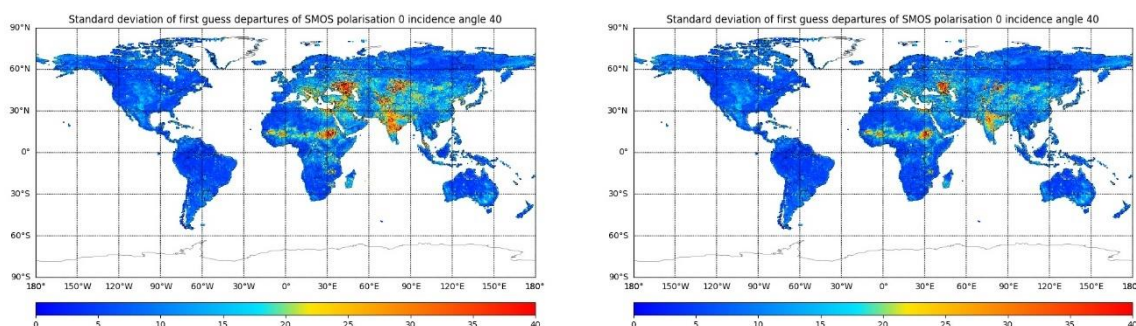 Standard deviation of first guess departures of SMOS polarisation 0 incidence angle 40
90°N
60°N
30°N
0°
30°S
60°S
90°S
180° 150°W 120°W 90°W 60°W 30°W 0° 30°E 60°E 90°E 120°E 150°E 180°
0 5 10 15 20 25 30 35 40
Standard deviation of first guess departures of SMOS polarisation 0 incidence angle 40
90°N
60°N
30°N
0°
30°S
60°S
90°S
180° 150°W 120°W 90°W 60°W 30°W 0° 30°E 60°E 90°E 120°E 150°E 180°
0 5 10 15 20 25 30 35 40